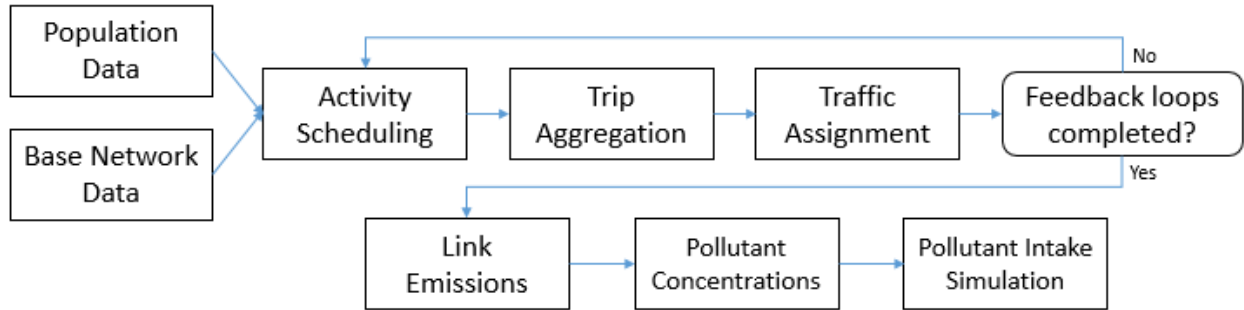 Population
Data
Base Network
Data
Activity
Scheduling
Trip
Aggregation
Traffic
Assignment
Feedback loops
completed?
No
Yes
Link
Emissions
Pollutant
Concentrations
Pollutant Intake
Simulation